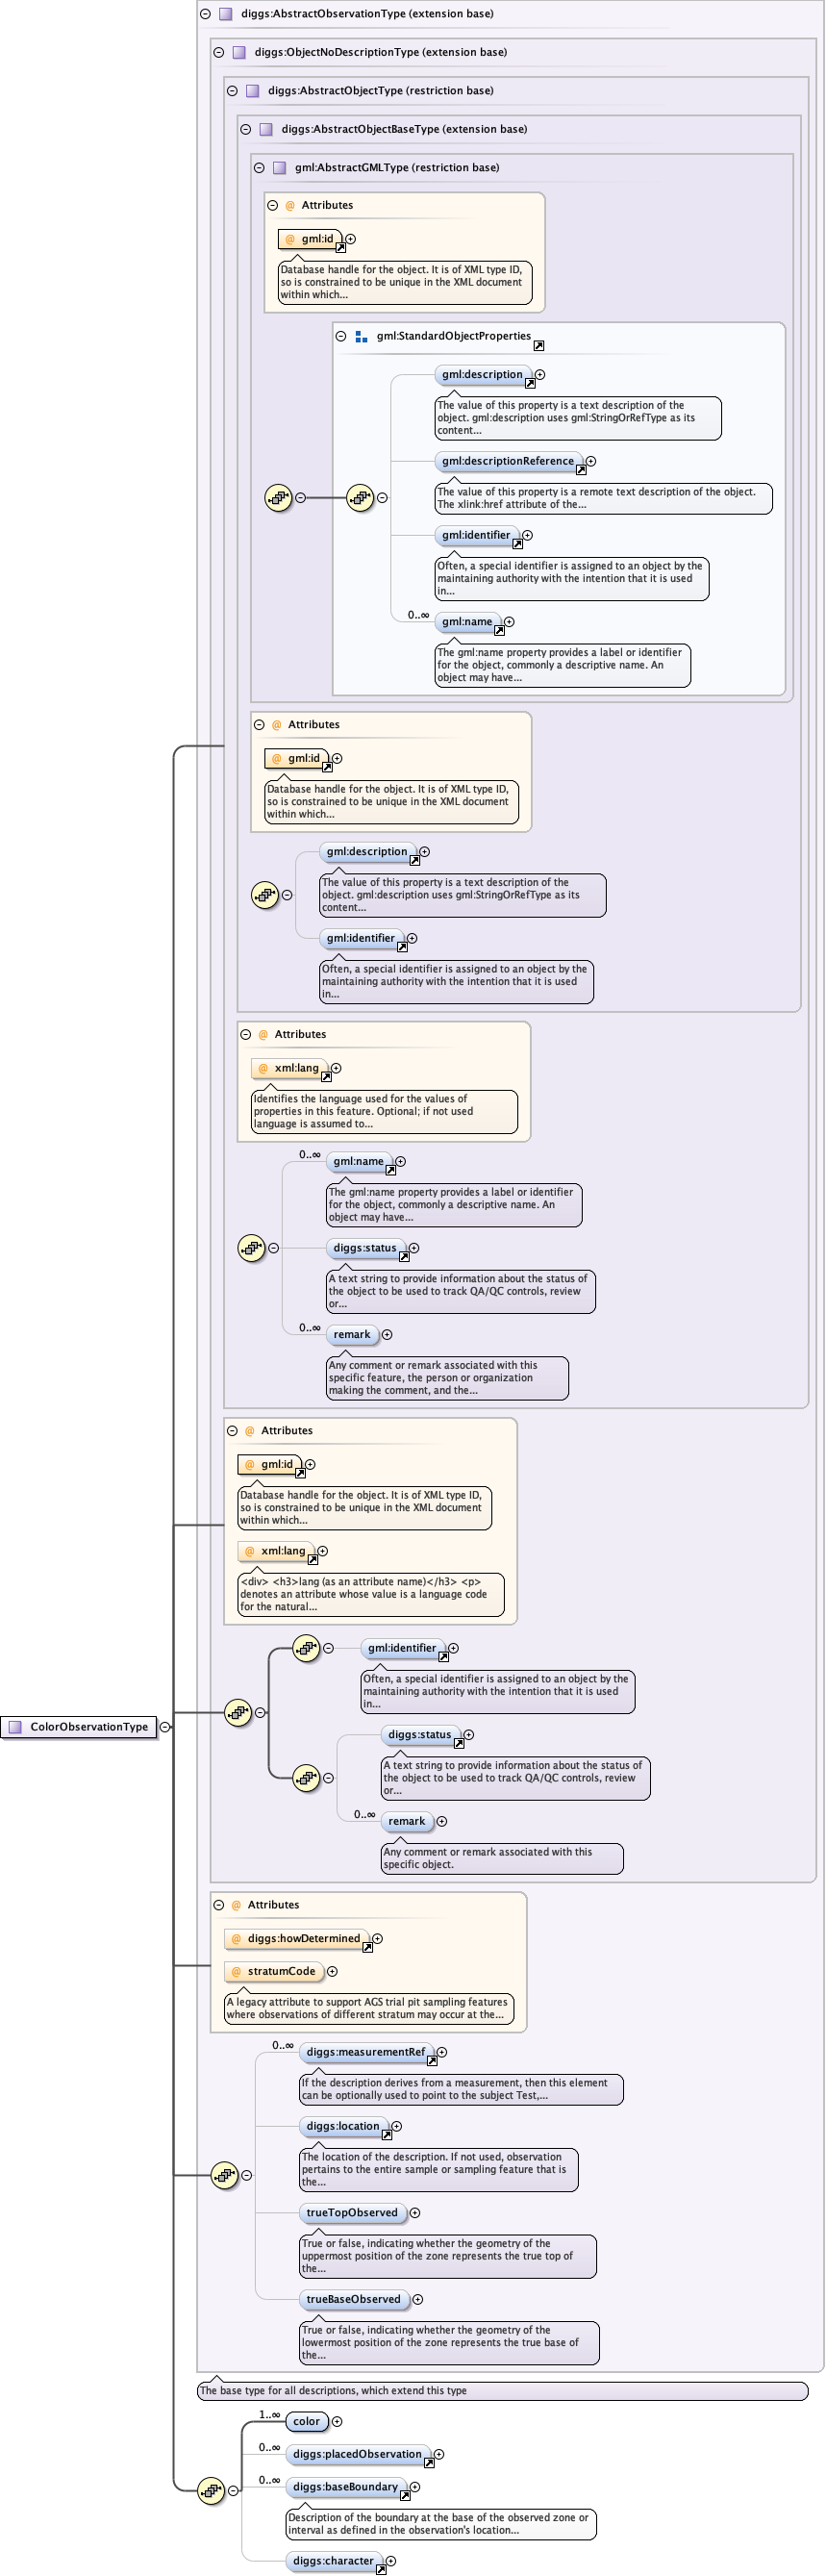 diggs:AbstractObservationType (extension base)
diggs:ObjectNoDescriptionType (extension base)
diggs:AbstractObjectType (restriction base)
diggs:AbstractObjectBaseType (extension base)
gml:AbstractGMLType (restriction base)
@ Attributes
@ gml:id
Database handle for the object. It is of XML type ID,
so is constrained to be unique in the XML document
within which...
gml:StandardObjectProperties
gml:description
The value of this property is a text description of the
object. gml:description uses gml:StringOrRefType as its
content...
gml:descriptionReference
The value of this property is a remote text description of the object.
The xlink:href attribute of the...
gml:identifier
Often, a special identifier is assigned to an object by the
maintaining authority with the intention that it is used
in...
0..∞
gml:name
The gml:name property provides a label or identifier
for the object, commonly a descriptive name. An
object may have...
@ Attributes
@ gml:id
Database handle for the object. It is of XML type ID,
so is constrained to be unique in the XML document
within which...
gml:description
The value of this property is a text description of the
object. gml:description uses gml:StringOrRefType as its
content...
gml:identifier
Often, a special identifier is assigned to an object by the
maintaining authority with the intention that it is used
in...
@ Attributes
@ xml:lang
Identifies the language used for the values of
properties in this feature. Optional; if not used
language is assumed to...
0..∞
gml:name
The gml:name property provides a label or identifier
for the object, commonly a descriptive name. An
object may have...
diggs:status
A text string to provide information about the status of
the object to be used to track QA/QC controls, review
or...
0..∞
remark
Any comment or remark associated with this
specific feature, the person or organization
making the comment, and the...
@ Attributes
@ gml:id
Database handle for the object. It is of XML type ID,
so is constrained to be unique in the XML document
within which...
@ xml:lang
<div> <h3>lang (as an attribute name)</h3> <p>
denotes an attribute whose value is a language code
for the natural...
gml:identifier
Often, a special identifier is assigned to an object by the
maintaining authority with the intention that it is used
in...
ColorObservationType
diggs:status
A text string to provide information about the status of
the object to be used to track QA/QC controls, review
or...
0..∞
remark
Any comment or remark associated with this
specific object.
@ Attributes
@ diggs:howDetermined
@ stratumCode
A legacy attribute to support AGS trial pit sampling features
where observations of different stratum may occur at the...
0..∞
diggs:measurementRef
If the description derives from a measurement, then this element
can be optionally used to point to the subject Test,...
diggs:location
The location of the description. If not used, observation
pertains to the entire sample or sampling feature that is
the...
trueTopObserved
True or false, indicating whether the geometry of the
uppermost position of the zone represents the true top of
the...
trueBaseObserved
True or false, indicating whether the geometry of the
lowermost position of the zone represents the true base of
the...
The base type for all descriptions, which extend this type
1..∞
color
0..∞
diggs:placedObservation
0..∞
diggs:baseBoundary
Description of the boundary at the base of the observed zone or
interval as defined in the observation's location...
diggs:character